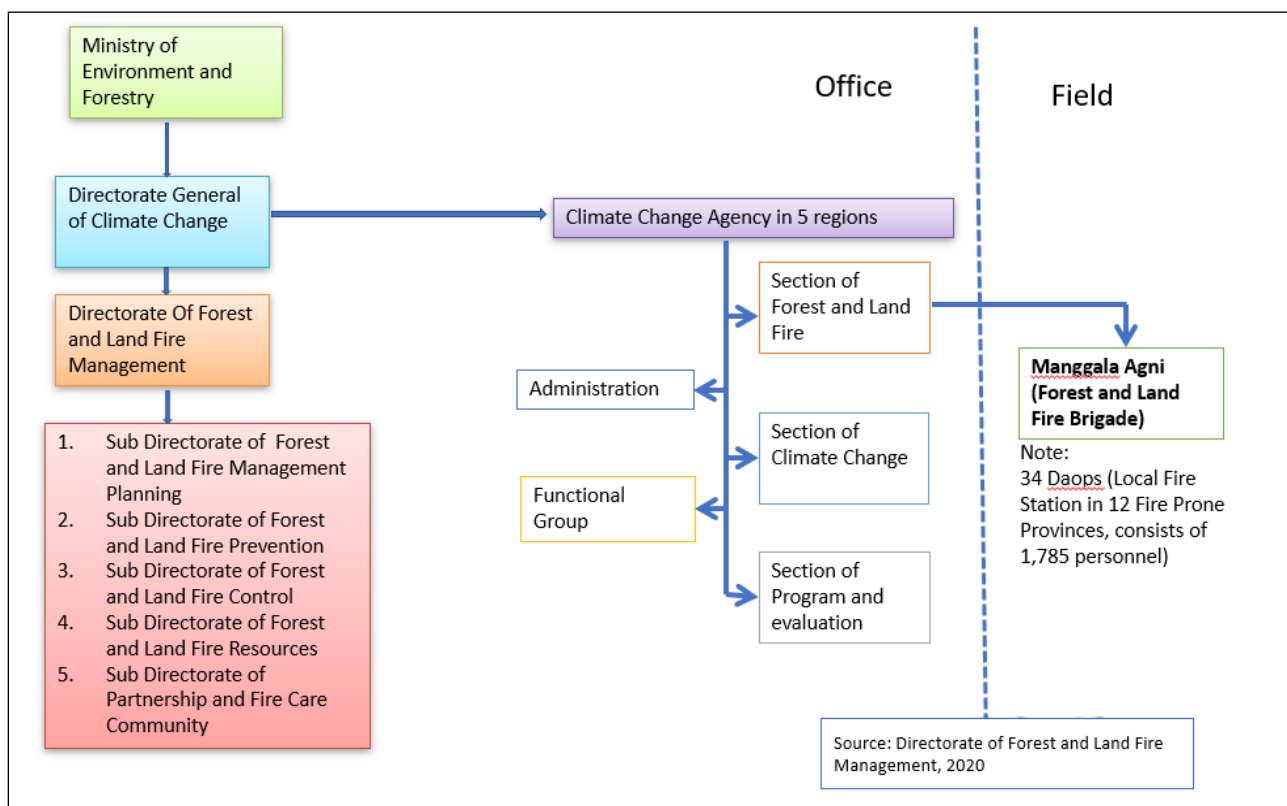 Ministry of
Environment and
Forestry
Office
Field
Directorate General
of Climate Change
Climate Change Agency in 5 regions
Section of
Forest and Land
Fire
Directorate Of Forest
and Land Fire
Management
Manggala Agni
(Forest and Land
Fire Brigade)
Administration
Note:
34 Daops (Local Fire
Station in 12 Fire Prone
Provinces, consists of
1,785 personnel)
Section of
Climate Change
1. Sub Directorate of Forest
and Land Fire Management
Planning
2. Sub Directorate of Forest
and Land Fire Prevention
3. Sub Directorate of Forest
and Land Fire Control
4. Sub Directorate of Forest
and Land Fire Resources
5. Sub Directorate of
Partnership and Fire Care
Community
Functional
Group
Section of
Program and
evaluation
Source: Directorate of Forest and Land Fire
Management, 2020